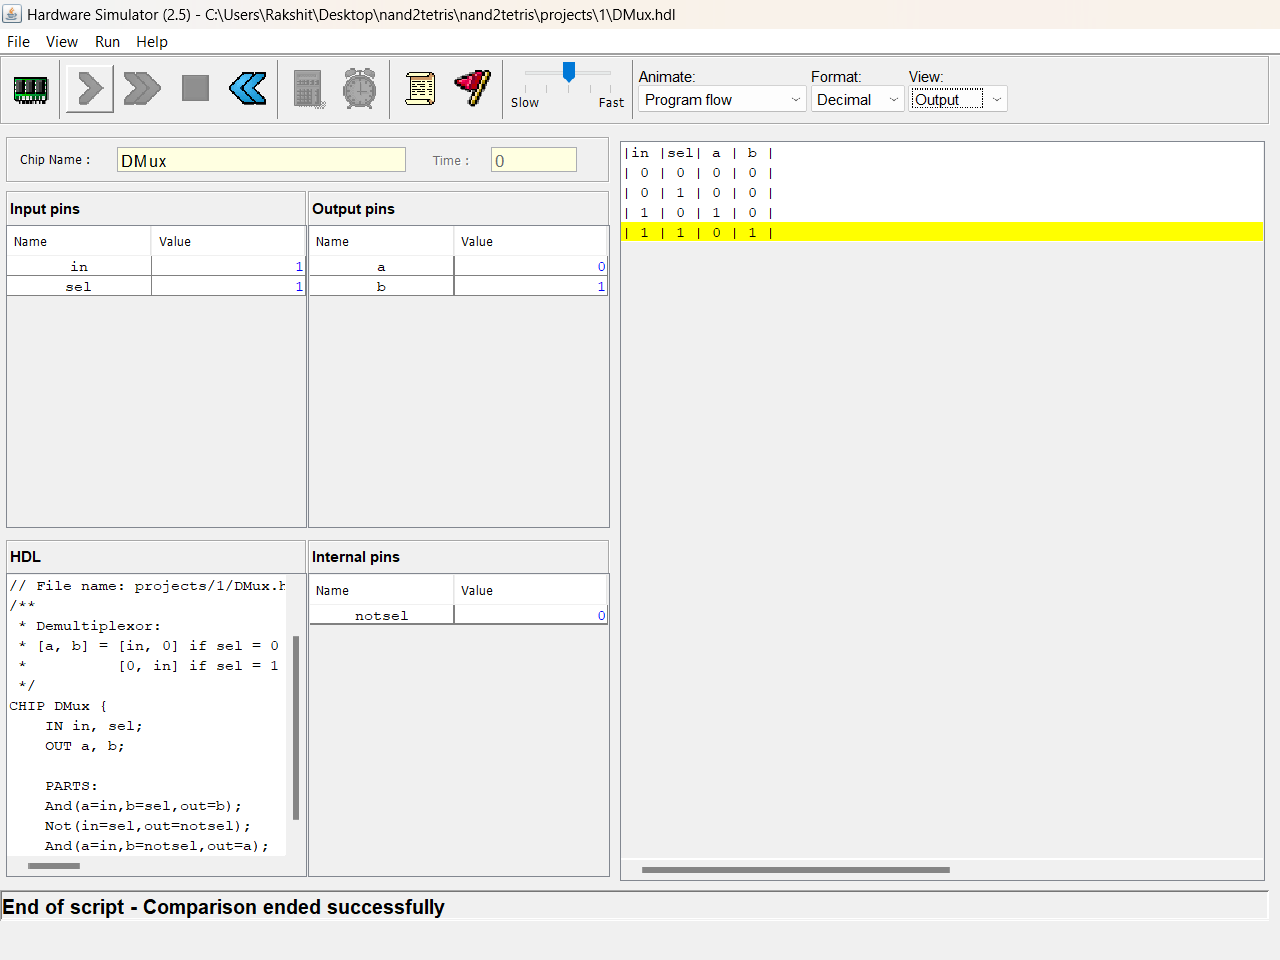 Hardware Simulator (2.5) - C:\Users\Rakshit\Desktop\nand2tetris\nand2tetris\projects\1\DMux.hdl
File View Run Help
Slow Fast
Animate: Format: View:
Program flow Decimal Output
Chip Name : DMux Time : 0
Input pins
Name Value
in 1
sel 1
Output pins
Name Value
a 0
b 1
|in |sel| a | b |
| 0 | 0 | 0 | 0 |
| 0 | 1 | 0 | 0 |
| 1 | 0 | 1 | 0 |
| 1 | 1 | 0 | 1 |
HDL
// File name: projects/1/DMux.h
/**
* Demultiplexor:
* [a, b] = [in, 0] if sel = 0
* [0, in] if sel = 1
*/
CHIP DMux {
IN in, sel;
OUT a, b;
PARTS:
And(a=in,b=sel,out=b);
Not(in=sel,out=notsel);
And(a=in,b=notsel,out=a);
Internal pins
Name Value
notsel 0
End of script - Comparison ended successfully